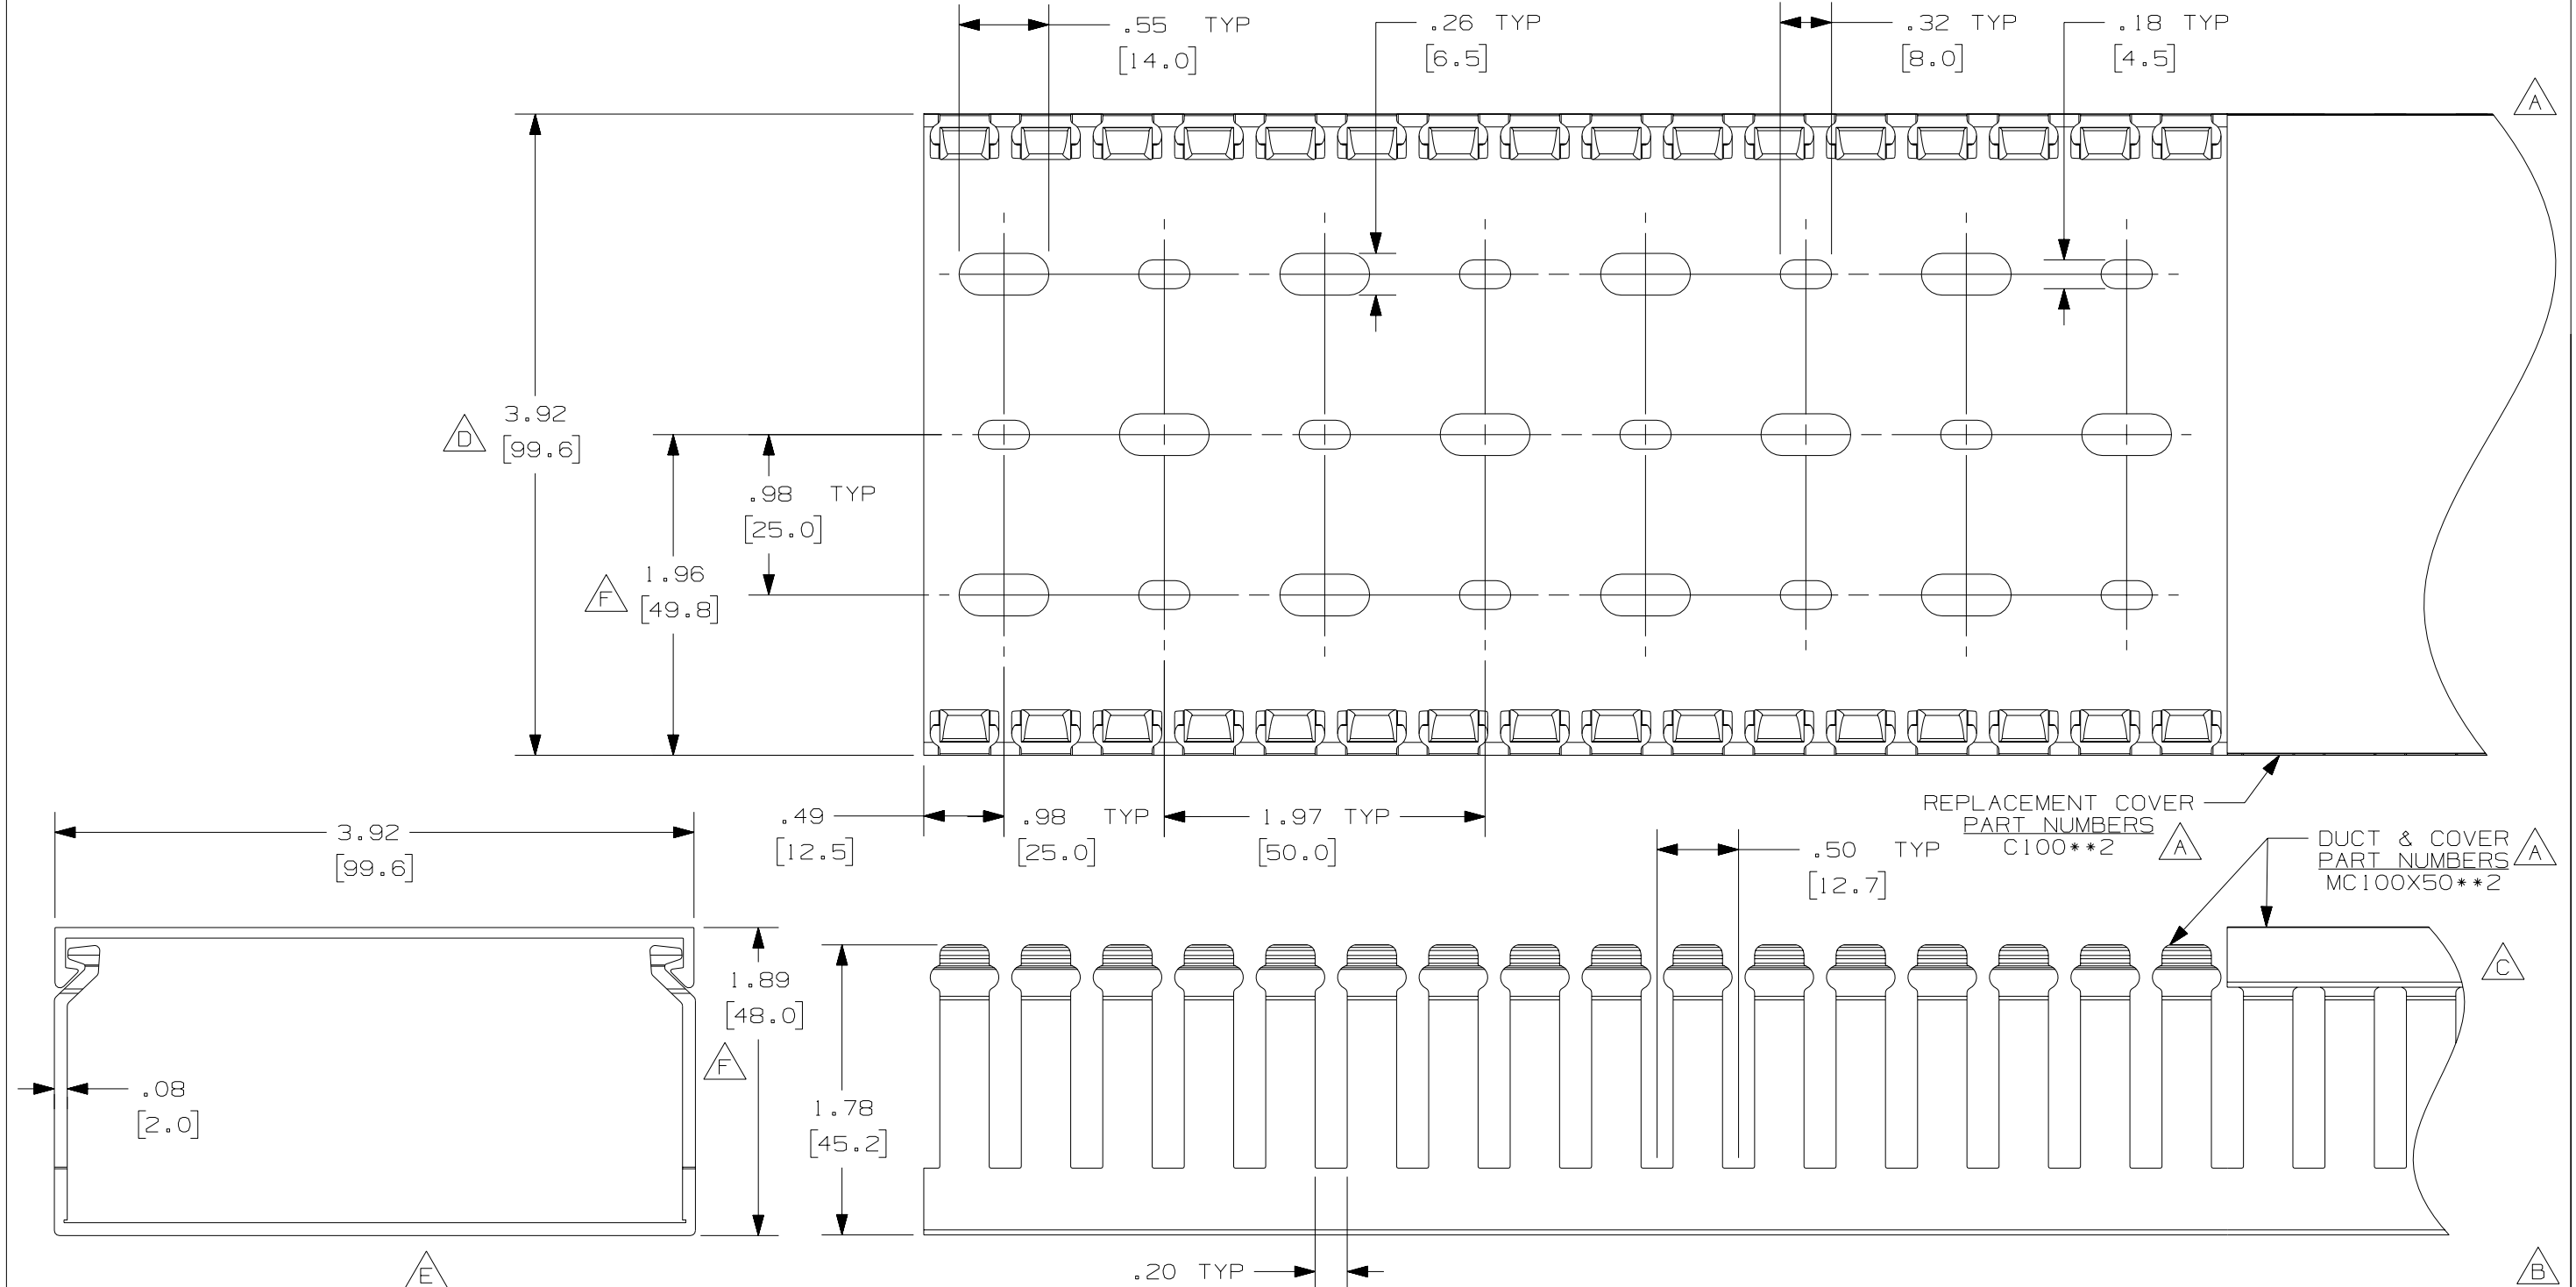 .55 TYP
[14.0]
.26 TYP
[6.5]
.32 TYP
[8.0]
.18 TYP
[4.5]
A
D
3.92
[99.6]
.98 TYP
[25.0]
F
1.96
[49.8]
.49
[12.5]
.98 TYP
[25.0]
1.97 TYP
[50.0]
REPLACEMENT COVER
PART NUMBERS
C100**2
A
DUCT & COVER
PART NUMBERS
MC100X50**2
A
3.92
[99.6]
.50 TYP
[12.7]
1.89
[48.0]
F
C
.08
[2.0]
1.78
[45.2]
E
.20 TYP
B